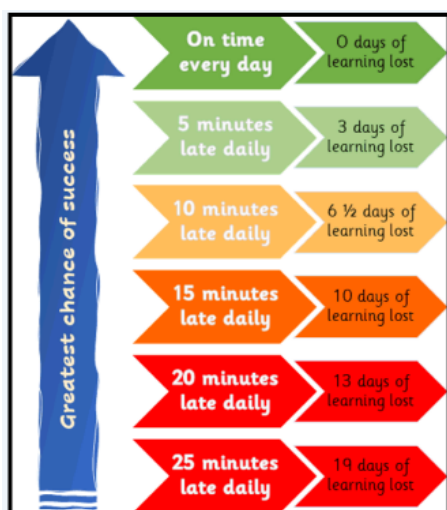 Greatest chance of success
On time
every day
0 days of
learning lost
5 minutes
late daily
3 days of
learning lost
10 minutes
late daily
6 ½ days of
learning lost
15 minutes
late daily
10 days of
learning lost
20 minutes
late daily
13 days of
learning lost
25 minutes
late daily
19 days of
learning lost